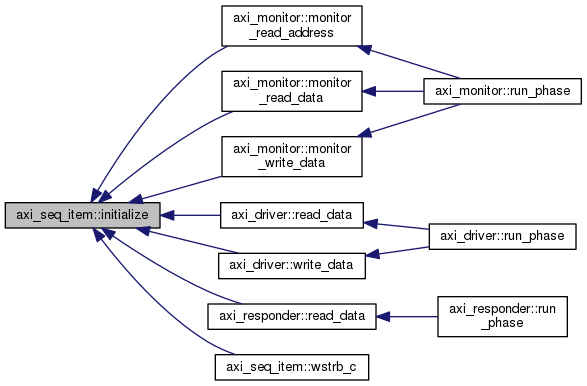 axi_monitor::monitor
_read_address
axi_monitor::monitor
_read_data
axi_monitor::run_phase
axi_monitor::monitor
_write_data
axi_seq_item::initialize
axi_driver::read_data
axi_driver::run_phase
axi_driver::write_data
axi_responder::read_data
axi_responder::run
_phase
axi_seq_item::wstrb_c